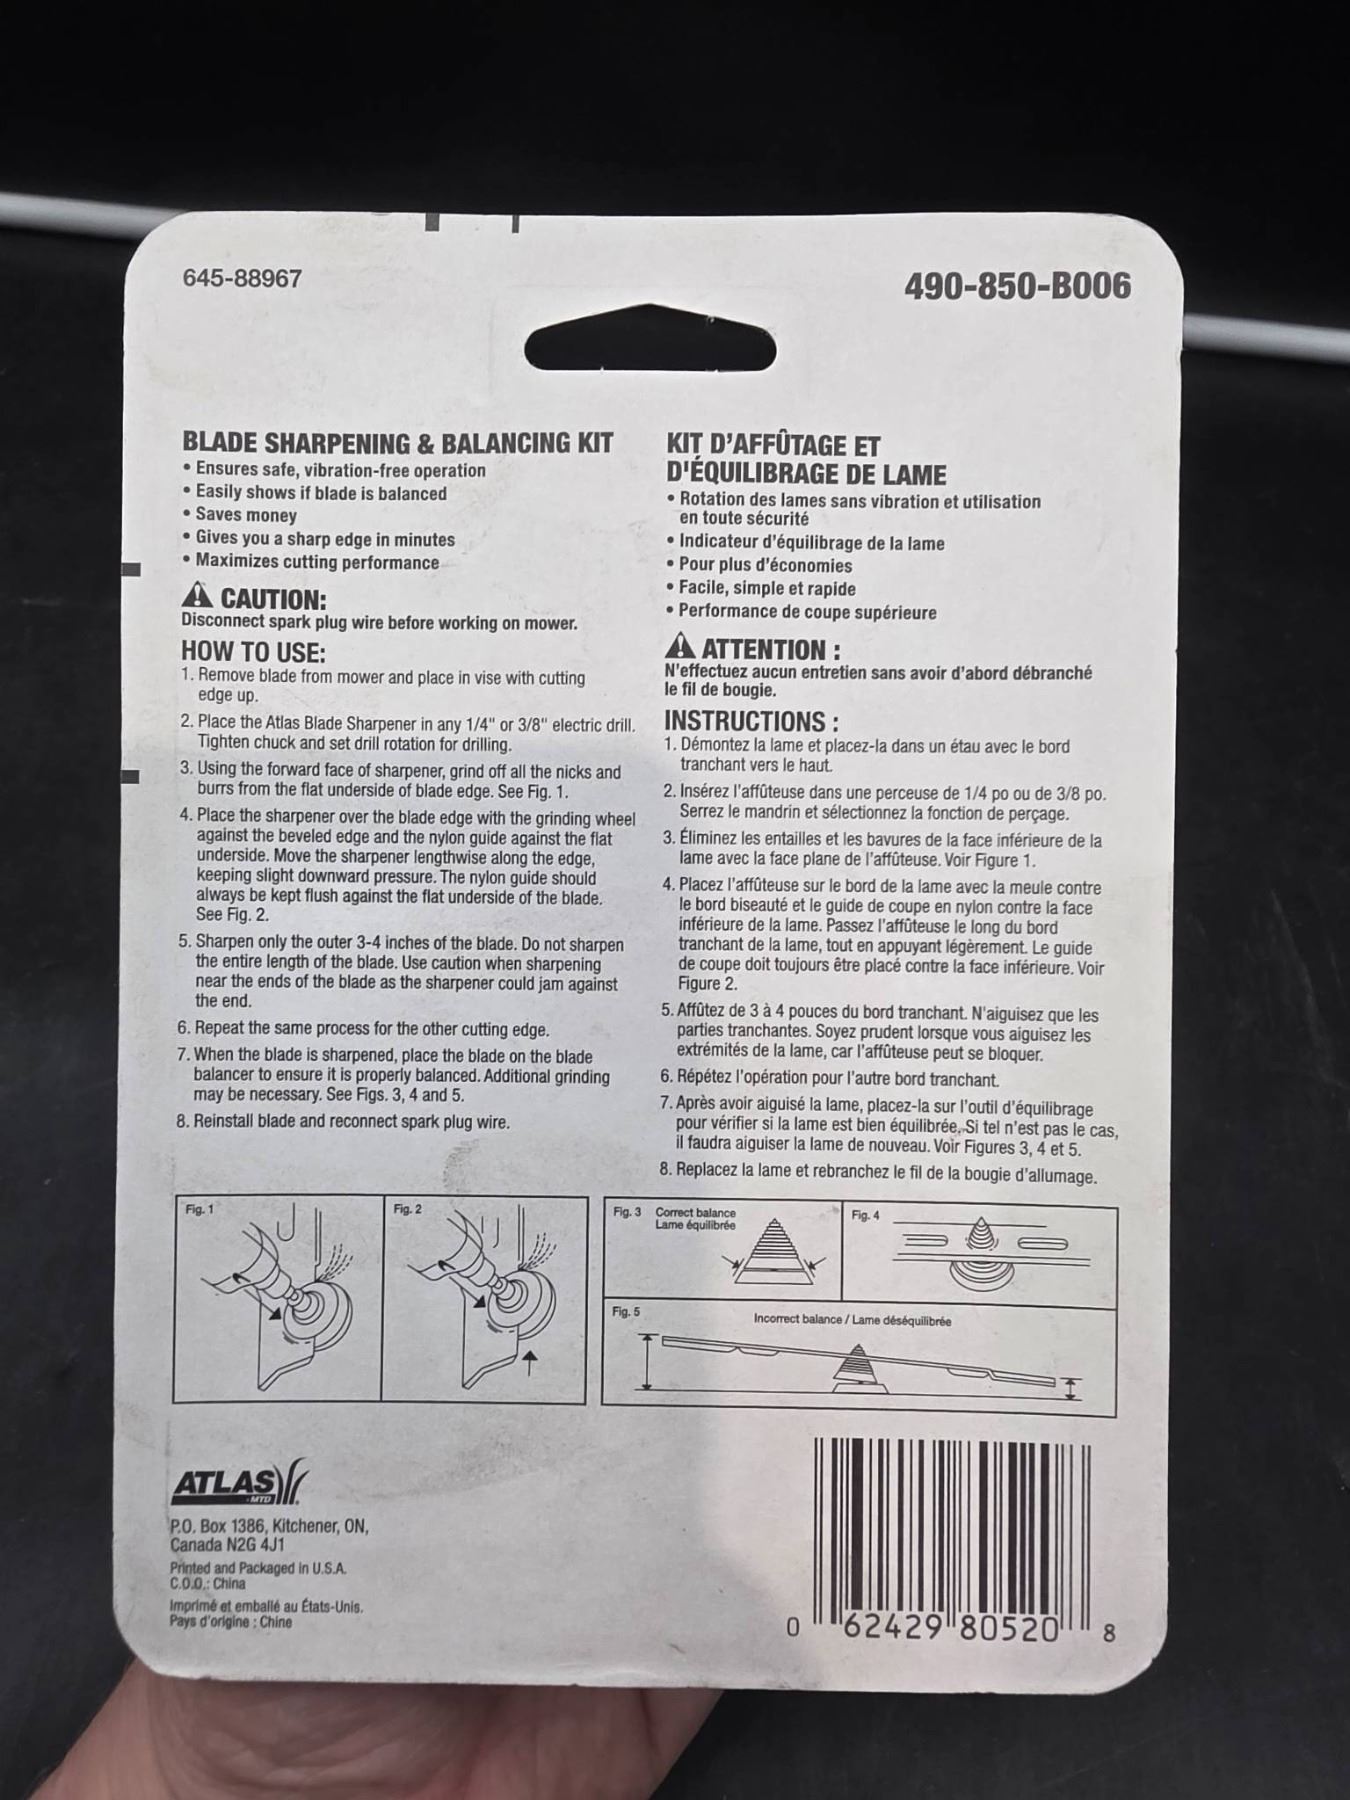 645-88967
490-850-B006
BLADE SHARPENING & BALANCING KIT
• Ensures safe, vibration-free operation
• Easily shows if blade is balanced
• Saves money
• Gives you a sharp edge in minutes
• Maximizes cutting performance
CAUTION:
Disconnect spark plug wire before working on mower.
HOW TO USE:
1. Remove blade from mower and place in vise with cutting
edge up.
2. Place the Atlas Blade Sharpener in any 1/4" or 3/8" electric drill.
Tighten chuck and set drill rotation for drilling.
3. Using the forward face of sharpener, grind off all the nicks and
burrs from the flat underside of blade edge. See Fig. 1.
4. Place the sharpener over the blade edge with the grinding wheel
against the beveled edge and the nylon guide against the flat
underside. Move the sharpener lengthwise along the edge,
keeping slight downward pressure. The nylon guide should
always be kept flush against the flat underside of the blade.
See Fig. 2.
5. Sharpen only the outer 3-4 inches of the blade. Do not sharpen
the entire length of the blade. Use caution when sharpening
near the ends of the blade as the sharpener could jam against
the end.
6. Repeat the same process for the other cutting edge.
7. When the blade is sharpened, place the blade on the blade
balancer to ensure it is properly balanced. Additional grinding
may be necessary. See Figs. 3, 4 and 5.
8. Reinstall blade and reconnect spark plug wire.
KIT D'AFFÛTAGE ET
D'ÉQUILIBRAGE DE LAME
• Rotation des lames sans vibration et utilisation
en toute sécurité
• Indicateur d'équilibrage de la lame
• Pour plus d'économies
• Facile, simple et rapide
• Performance de coupe supérieure
ATTENTION :
N'effectuez aucun entretien sans avoir d'abord débranché
le fil de bougie.
INSTRUCTIONS :
1. Démontez la lame et placez-la dans un étau avec le bord
tranchant vers le haut.
2. Insérez l'affûteuse dans une perceuse de 1/4 po ou de 3/8 po.
Serrez le mandrin et sélectionnez la fonction de perçage.
3. Éliminez les entailles et les bavures de la face inférieure de la
lame avec la face plane de l'affûteuse. Voir Figure 1.
4. Placez l'affûteuse sur le bord de la lame avec la meule contre
le bord biseauté et le guide de coupe en nylon contre la face
inférieure de la lame. Passez l'affûteuse le long du bord
tranchant de la lame, tout en appuyant légèrement. Le guide
de coupe doit toujours être placé contre la face inférieure. Voir
Figure 2.
5. Affûtez de 3 à 4 pouces du bord tranchant. N'aiguisez que les
parties tranchantes. Soyez prudent lorsque vous aiguisez les
extrémités de la lame, car l'affûteuse peut se bloquer.
6. Répétez l'opération pour l'autre bord tranchant.
7. Après avoir aiguisé la lame, placez-la sur l'outil d'équilibrage
pour vérifier si la lame est bien équilibrée. Si tel n'est pas le cas,
il faudra aiguiser la lame de nouveau. Voir Figures 3, 4 et 5.
8. Replacez la lame et rebranchez le fil de la bougie d'allumage.
Fig. 1
Fig. 2
Fig. 3 Correct balance
Lame équilibrée
Fig. 4
Fig. 5
Incorrect balance / Lame déséquilibrée
ATLAS
MTD
P.O. Box 1386, Kitchener, ON,
Canada N2G 4J1
Printed and Packaged in U.S.A.
C.O.O.: China
Imprimé et emballé au États-Unis.
Pays d'origine : Chine
0 62429 80520 8